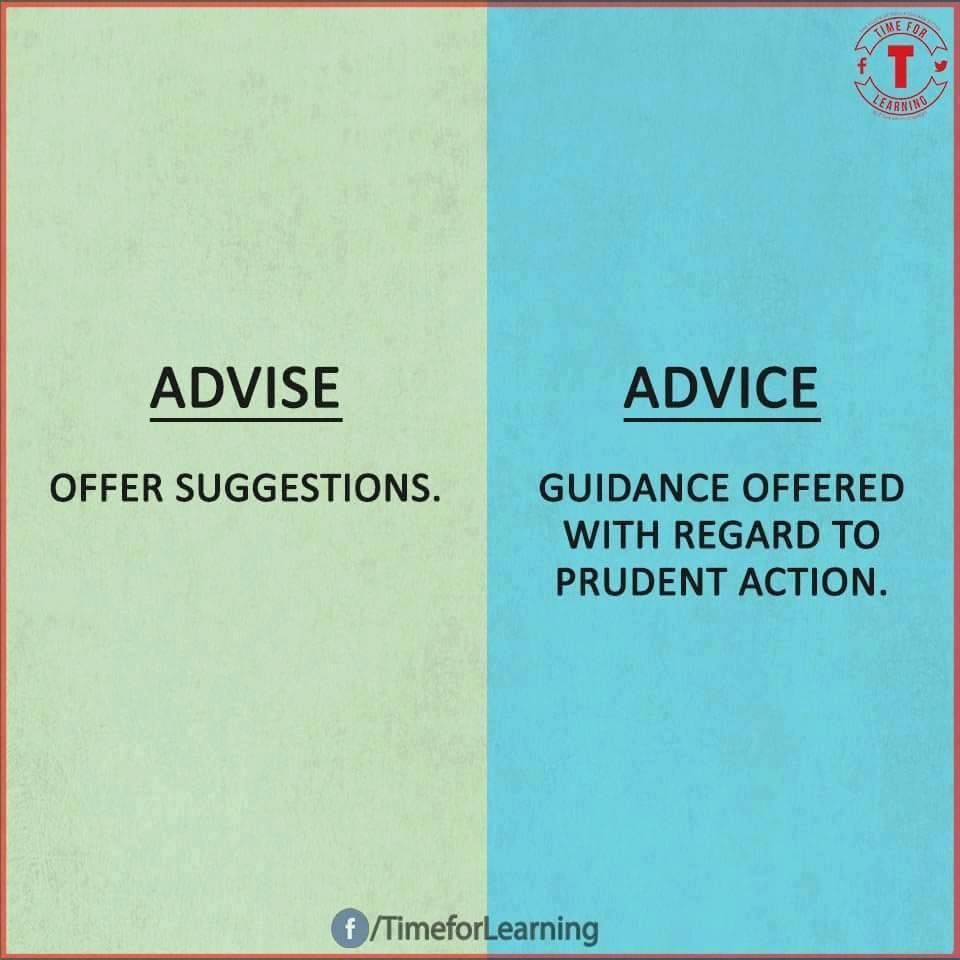 TIME FOR
T
LEARNING
ADVISE
OFFER SUGGESTIONS.
ADVICE
GUIDANCE OFFERED
WITH REGARD TO
PRUDENT ACTION.
f/TimeforLearning